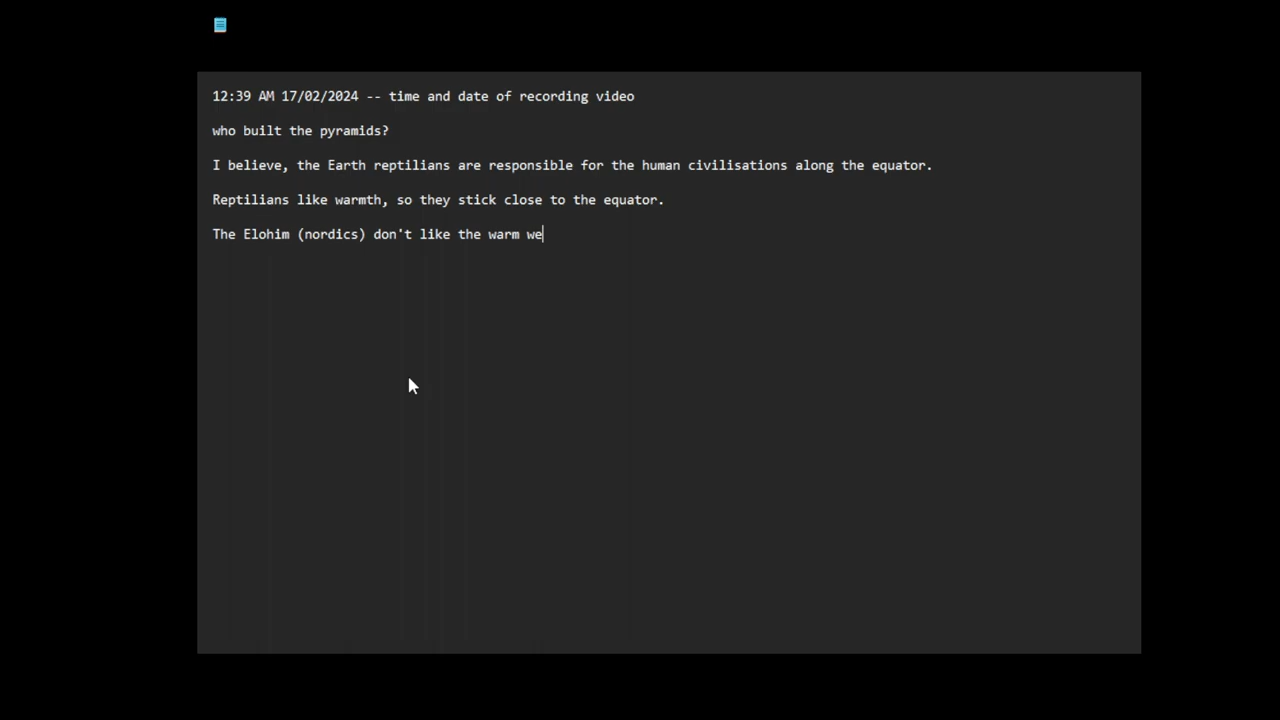 12:39 AM 17/02/2024 -- time and date of recording video
who built the pyramids?
I believe, the Earth reptilians are responsible for the human civilisations along the equator.
Reptilians like warmth, so they stick close to the equator.
The Elohim (nordics) don't like the warm we